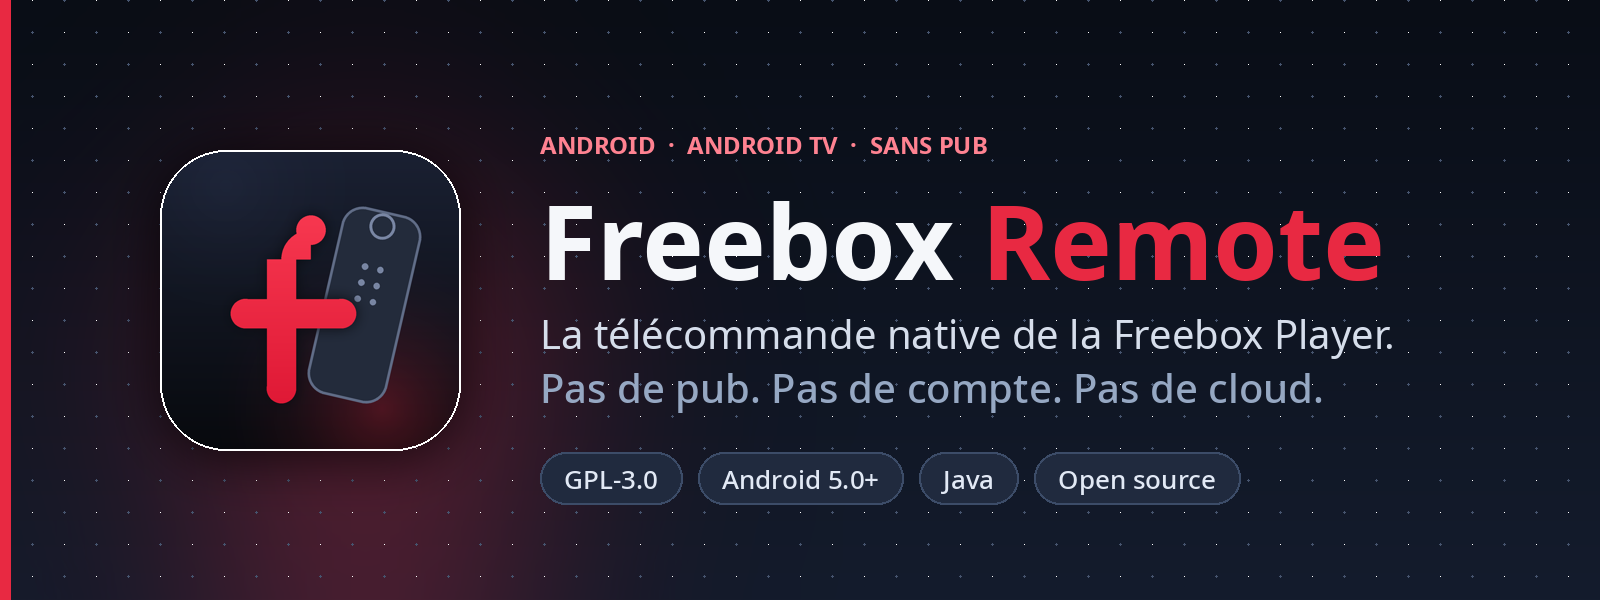 ANDROID · ANDROID TV · SANS PUB
Freebox Remote
La télécommande native de la Freebox Player.
Pas de pub. Pas de compte. Pas de cloud.
GPL-3.0 Android 5.0+ Java Open source